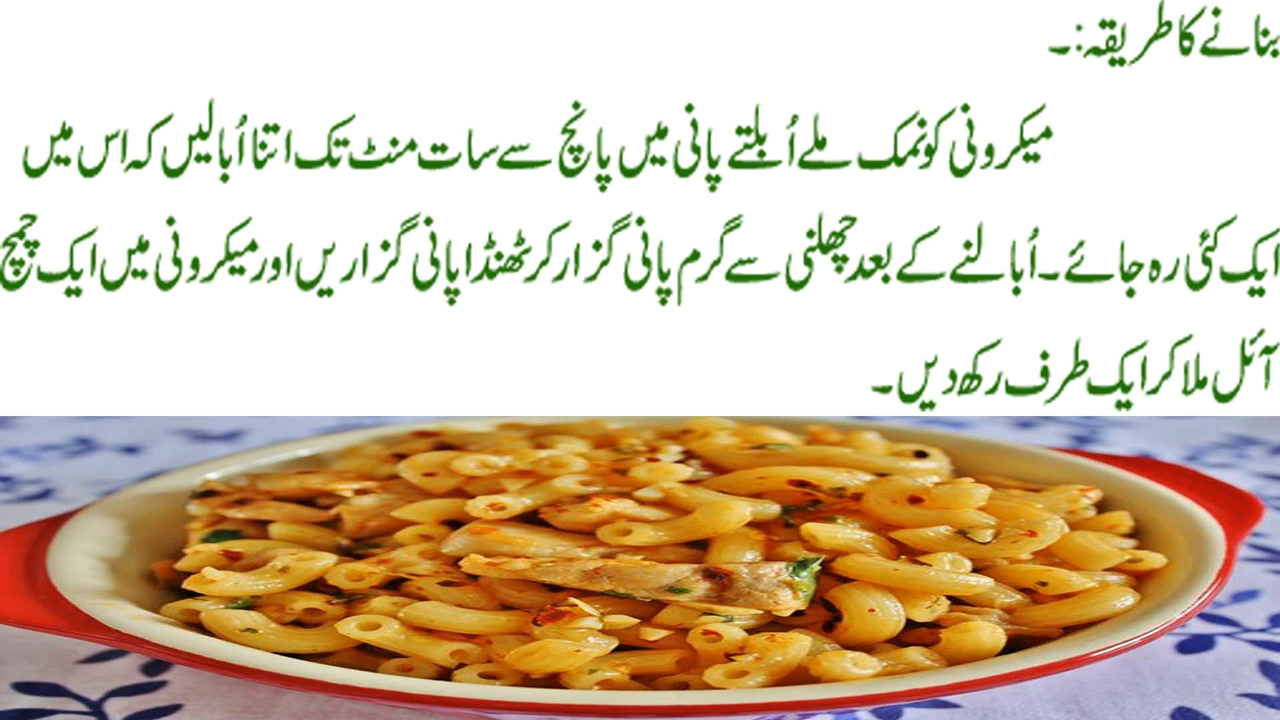 بنانے کا طریقہ:۔
میکرونی کو نمک ملے اُبلتے پانی میں پانچ سے سات منٹ تک اتنا اُبالیں کہ اس میں
ایک کئی رہ جائے۔ اُبالنے کے بعد چھلنی سے گرم پانی گزار کر ٹھنڈا پانی گزاریں اور میکرونی میں ایک چمچ
آئل ملا کر ایک طرف رکھ دیں۔